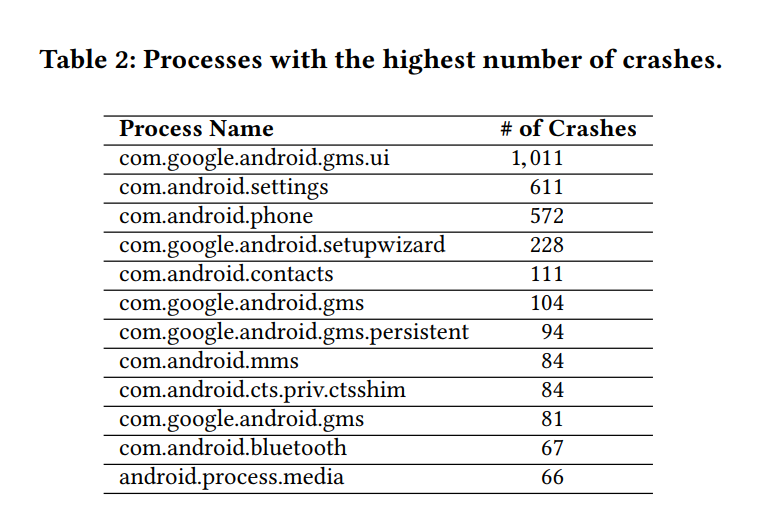 Table 2: Processes with the highest number of crashes.
Process Name # of Crashes
com.google.android.gms.ui 1,011
com.android.settings 611
com.android.phone 572
com.google.android.setupwizard 228
com.android.contacts 111
com.google.android.gms 104
com.google.android.gms.persistent 94
com.android.mms 84
com.android.cts.priv.ctsshim 84
com.google.android.gms 81
com.android.bluetooth 67
android.process.media 66